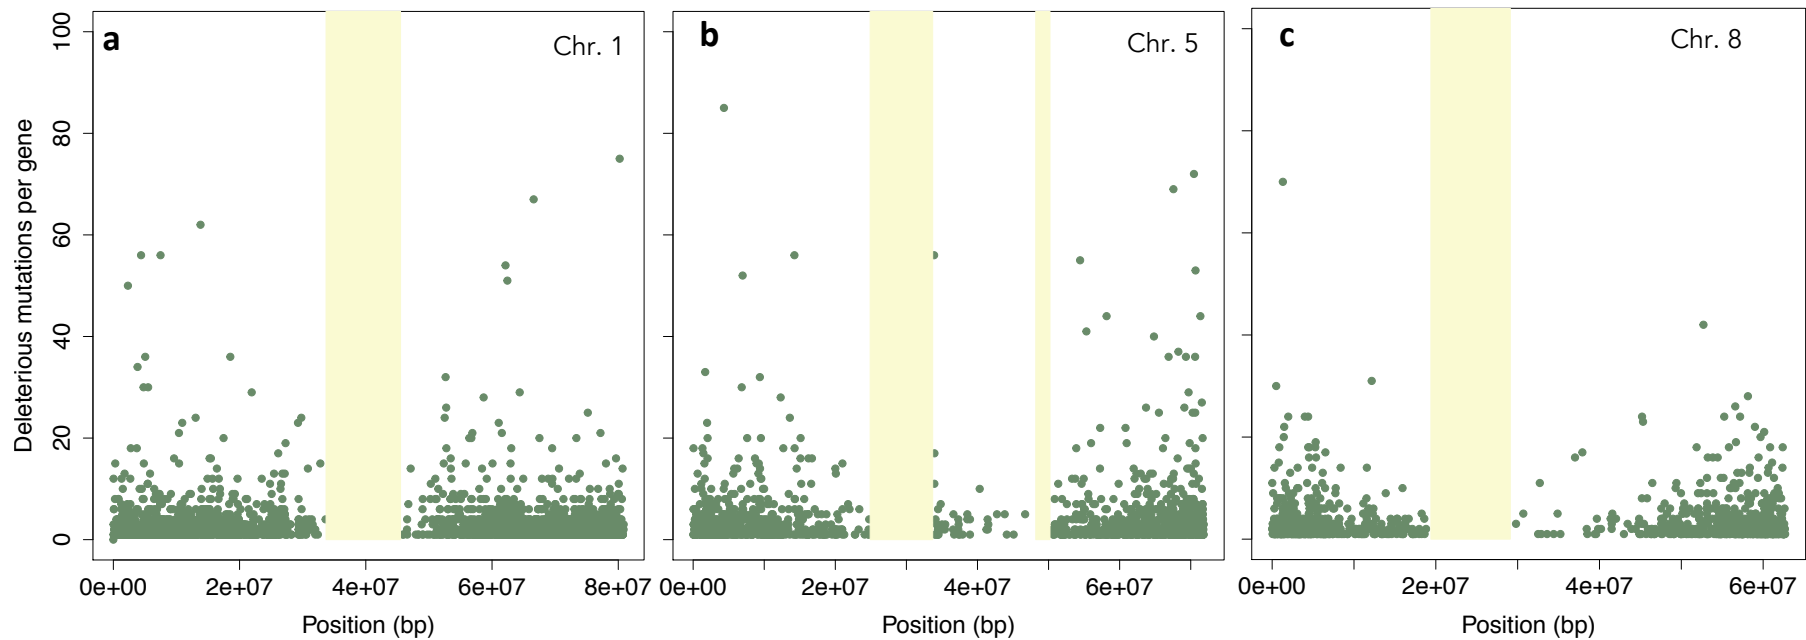 a
Chr. 1
b
Chr. 5
c
Chr. 8
Deleterious mutations per gene
100
80
60
40
20
0
0e+00 2e+07 4e+07 6e+07 8e+07
0e+00 2e+07 4e+07 6e+07
0e+00 2e+07 4e+07 6e+07
Position (bp)
Position (bp)
Position (bp)